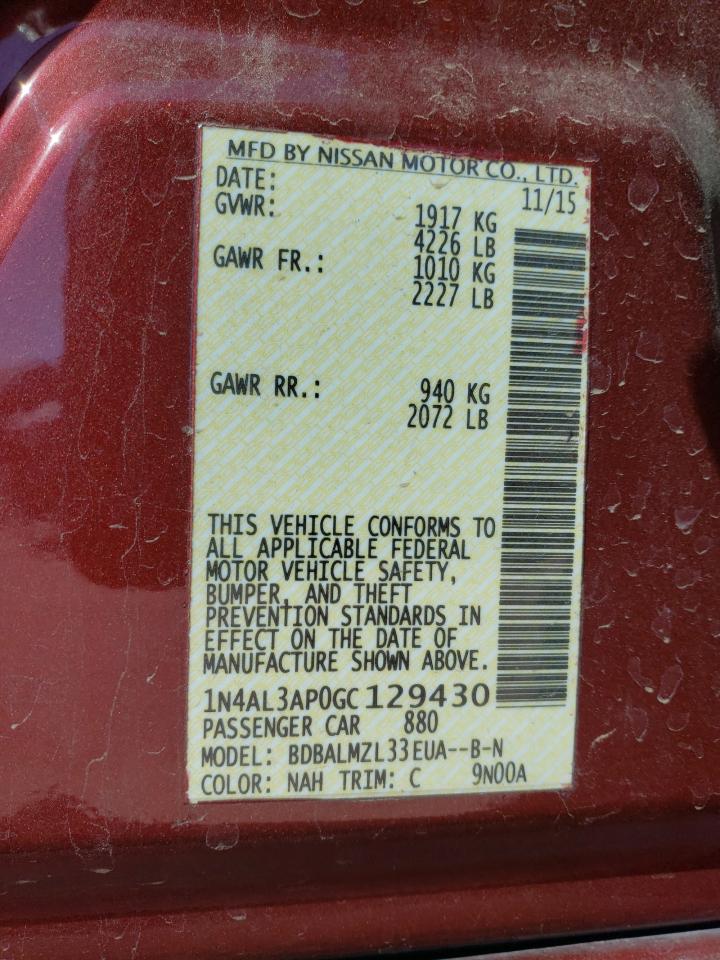 MFD BY NISSAN MOTOR CO., LTD.
DATE: 11/15
GVWR: 1917 KG
4226 LB
GAWR FR.: 1010 KG
2227 LB
GAWR RR.: 940 KG
2072 LB
THIS VEHICLE CONFORMS TO
ALL APPLICABLE FEDERAL
MOTOR VEHICLE SAFETY,
BUMPER, AND THEFT
PREVENTION STANDARDS IN
EFFECT ON THE DATE OF
MANUFACTURE SHOWN ABOVE.
1N4AL3AP0GC129430
PASSENGER CAR 880
MODEL: BDBALMZL33EUA--B-N
COLOR: NAH TRIM: C 9N00A